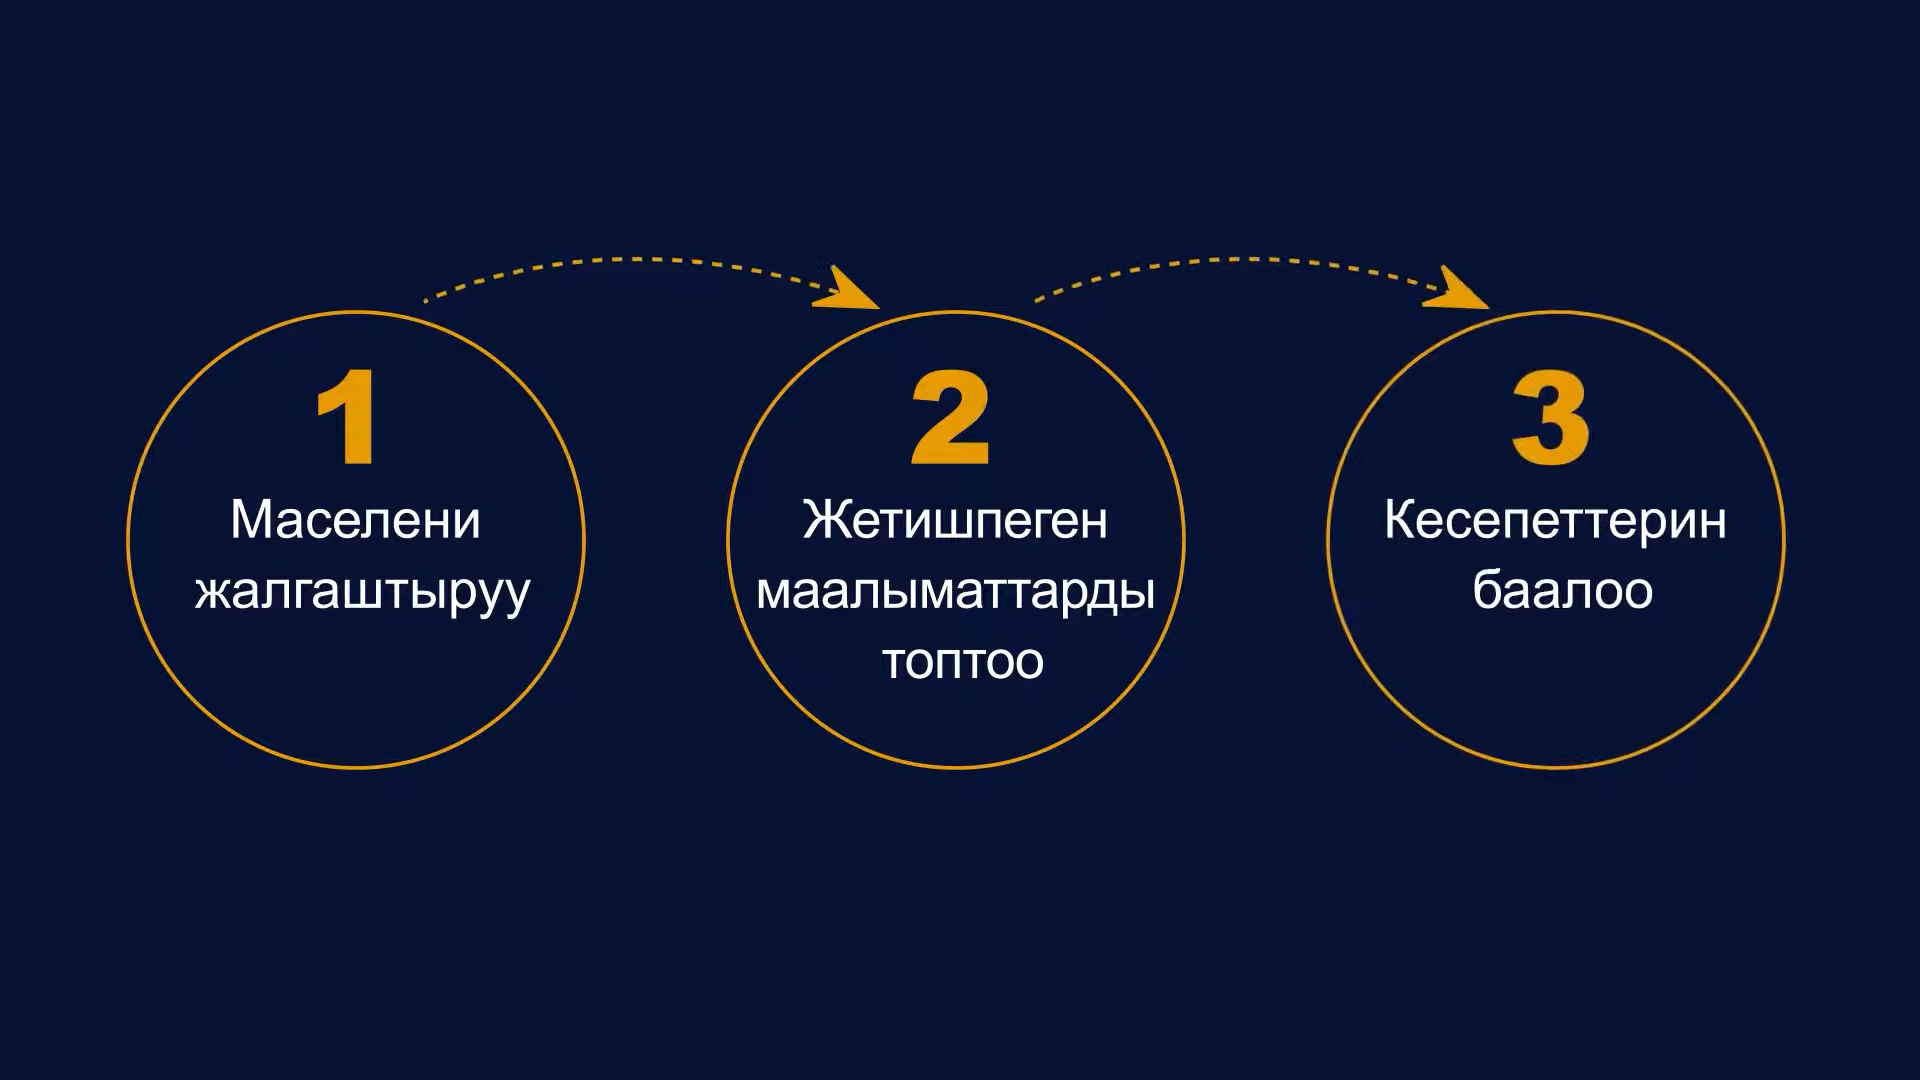 1
Маселени
жалгаштыруу
2
Жетишпеген
маалыматтарды
топтоо
3
Кесепеттерин
баалоо